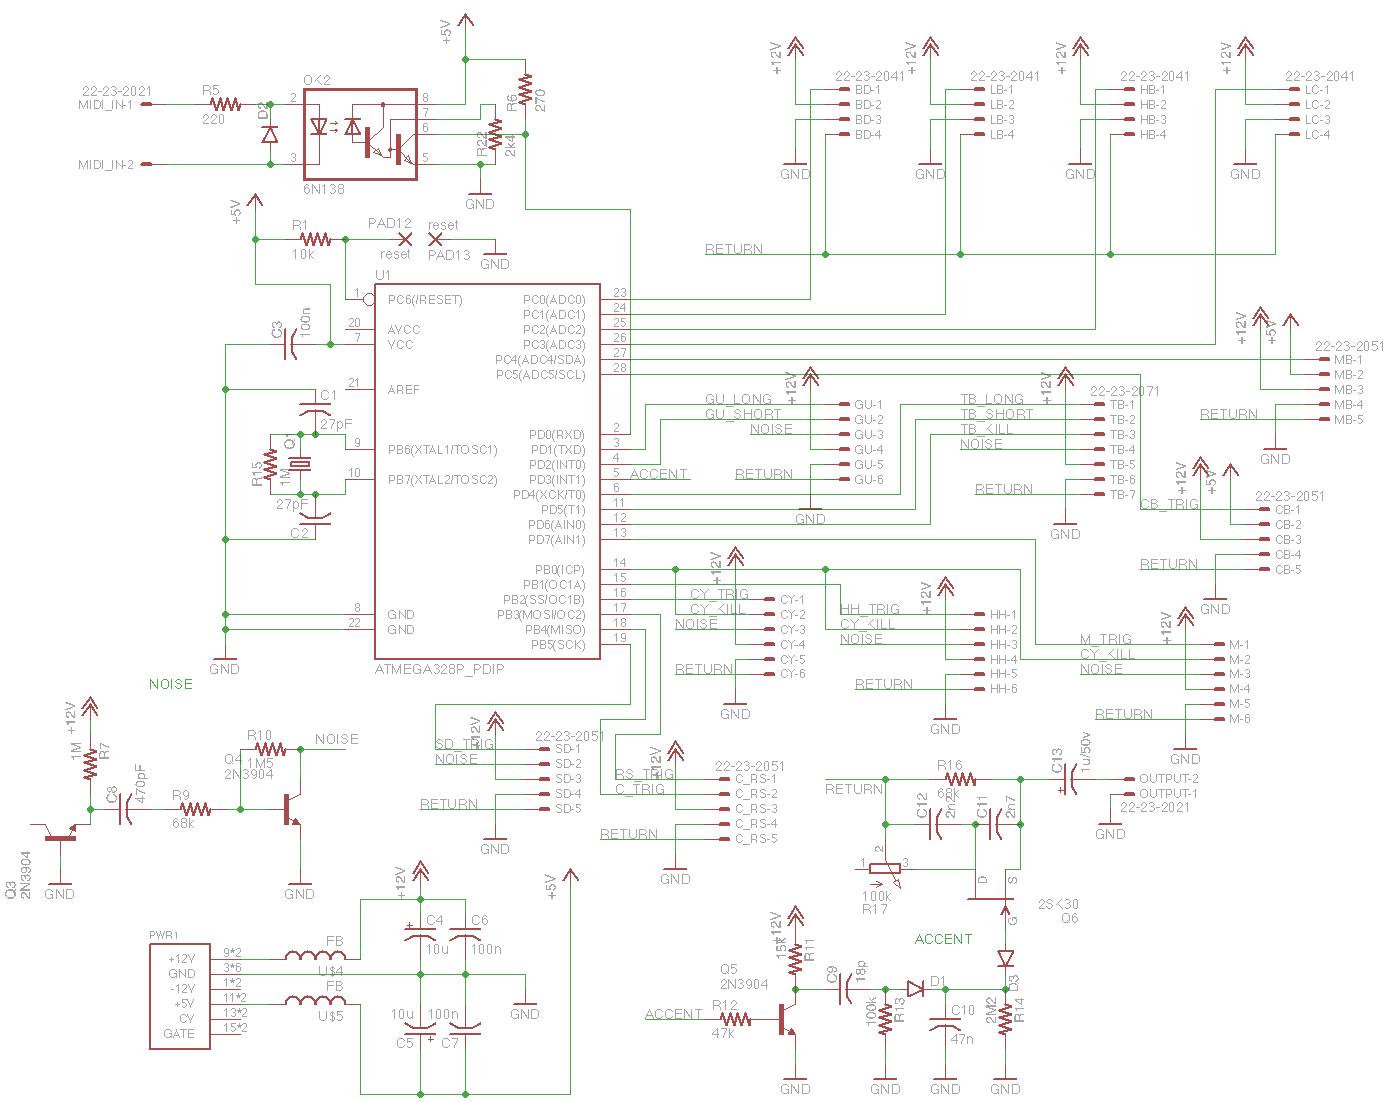 +5V
22-23-2021
MIDI_IN-1
MIDI_IN-2
R5
220
D2
OK2
6N138
2
3
8
7
6
5
R6
270
R22
2k4
GND
+12V
22-23-2041
BD-1
BD-2
BD-3
BD-4
GND
+12V
22-23-2041
LB-1
LB-2
LB-3
LB-4
GND
+12V
22-23-2041
HB-1
HB-2
HB-3
HB-4
GND
+12V
22-23-2041
LC-1
LC-2
LC-3
LC-4
GND
RETURN
+5V
R1
10k
PAD12
reset
reset
PAD13
GND
U1
1 PC6(/RESET)
20 AVCC
7 VCC
21 AREF
9 PB6(XTAL1/TOSC1)
10 PB7(XTAL2/TOSC2)
8 GND
22 GND
PC0(ADC0) 23
PC1(ADC1) 24
PC2(ADC2) 25
PC3(ADC3) 26
PC4(ADC4/SDA) 27
PC5(ADC5/SCL) 28
PD0(RXD) 2
PD1(TXD) 3
PD2(INT0) 4
PD3(INT1) 5
PD4(XCK/T0) 6
PD5(T1) 11
PD6(AIN0) 12
PD7(AIN1) 13
PB0(ICP) 14
PB1(OC1A) 15
PB2(SS/OC1B) 16
PB3(MOSI/OC2) 17
PB4(MISO) 18
PB5(SCK) 19
ATMEGA328P_PDIP
C3
100n
C1
27pF
R15
1M
27pF
C2
GND
ACCENT
+12V
GU_LONG
GU_SHORT
NOISE
RETURN
GU-1
GU-2
GU-3
GU-4
GU-5
GU-6
GND
+12V
22-23-2071
TB_LONG
TB_SHORT
TB_KILL
NOISE
RETURN
TB-1
TB-2
TB-3
TB-4
TB-5
TB-6
TB-7
GND
+12V
+5V
22-23-2051
MB-1
MB-2
MB-3
MB-4
MB-5
RETURN
GND
+12V
+5V
22-23-2051
CB_TRIG
CB-1
CB-2
CB-3
CB-4
CB-5
RETURN
GND
+12V
CY_TRIG
CY_KILL
NOISE
RETURN
CY-1
CY-2
CY-3
CY-4
CY-5
CY-6
GND
+12V
HH_TRIG
CY_KILL
NOISE
RETURN
HH-1
HH-2
HH-3
HH-4
HH-5
HH-6
GND
+12V
M_TRIG
CY_KILL
NOISE
RETURN
M-1
M-2
M-3
M-4
M-5
M-6
GND
NOISE
+12V
1M
R7
C8
470pF
R9
68k
Q3
2N3904
GND
R10
1M5
Q4
2N3904
NOISE
GND
+12V
22-23-2051
SD_TRIG
NOISE
RETURN
SD-1
SD-2
SD-3
SD-4
SD-5
GND
+12V
22-23-2051
RS_TRIG
C_TRIG
RETURN
C_RS-1
C_RS-2
C_RS-3
C_RS-4
C_RS-5
GND
RETURN
R16
68k
C12
2n2
C11
2n7
C13
1u/50v
+
OUTPUT-2
OUTPUT-1
22-23-2021
GND
1
2
3
100k
R17
D
S
G
2SK30
Q6
PWR1
+12V 9*2
GND 3*6
-12V 1*2
+5V 11*2
CV 13*2
GATE 15*2
FB
U$4
FB
U$5
+12V
+
C4
10u
C6
100n
10u
C5
+
100n
C7
GND
+5V
ACCENT
+12V
15k
R11
Q5
2N3904
ACCENT
R12
47k
GND
C9
18p
100k
R13
GND
D1
C10
47n
GND
D3
2M2
R14
GND